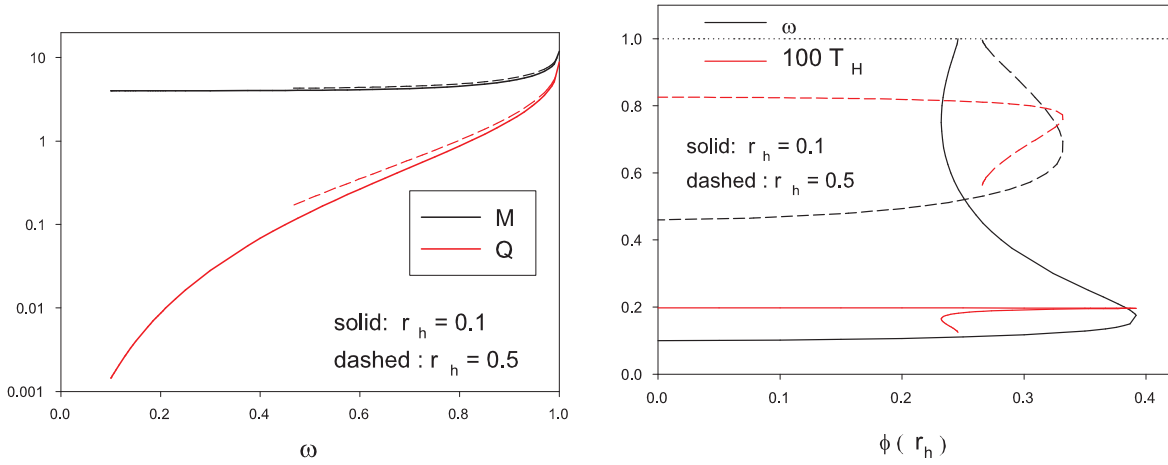 10
1
0.1
0.01
0.001
0.0
0.2
0.4
0.6
0.8
1.0
ω
M
Q
solid: r h = 0.1
dashed : r h = 0.5
ω
100 T H
1.0
0.8
0.6
0.4
0.2
0.0
solid: r h = 0.1
dashed : r h = 0.5
0.0
0.1
0.2
0.3
0.4
ϕ ( r h )